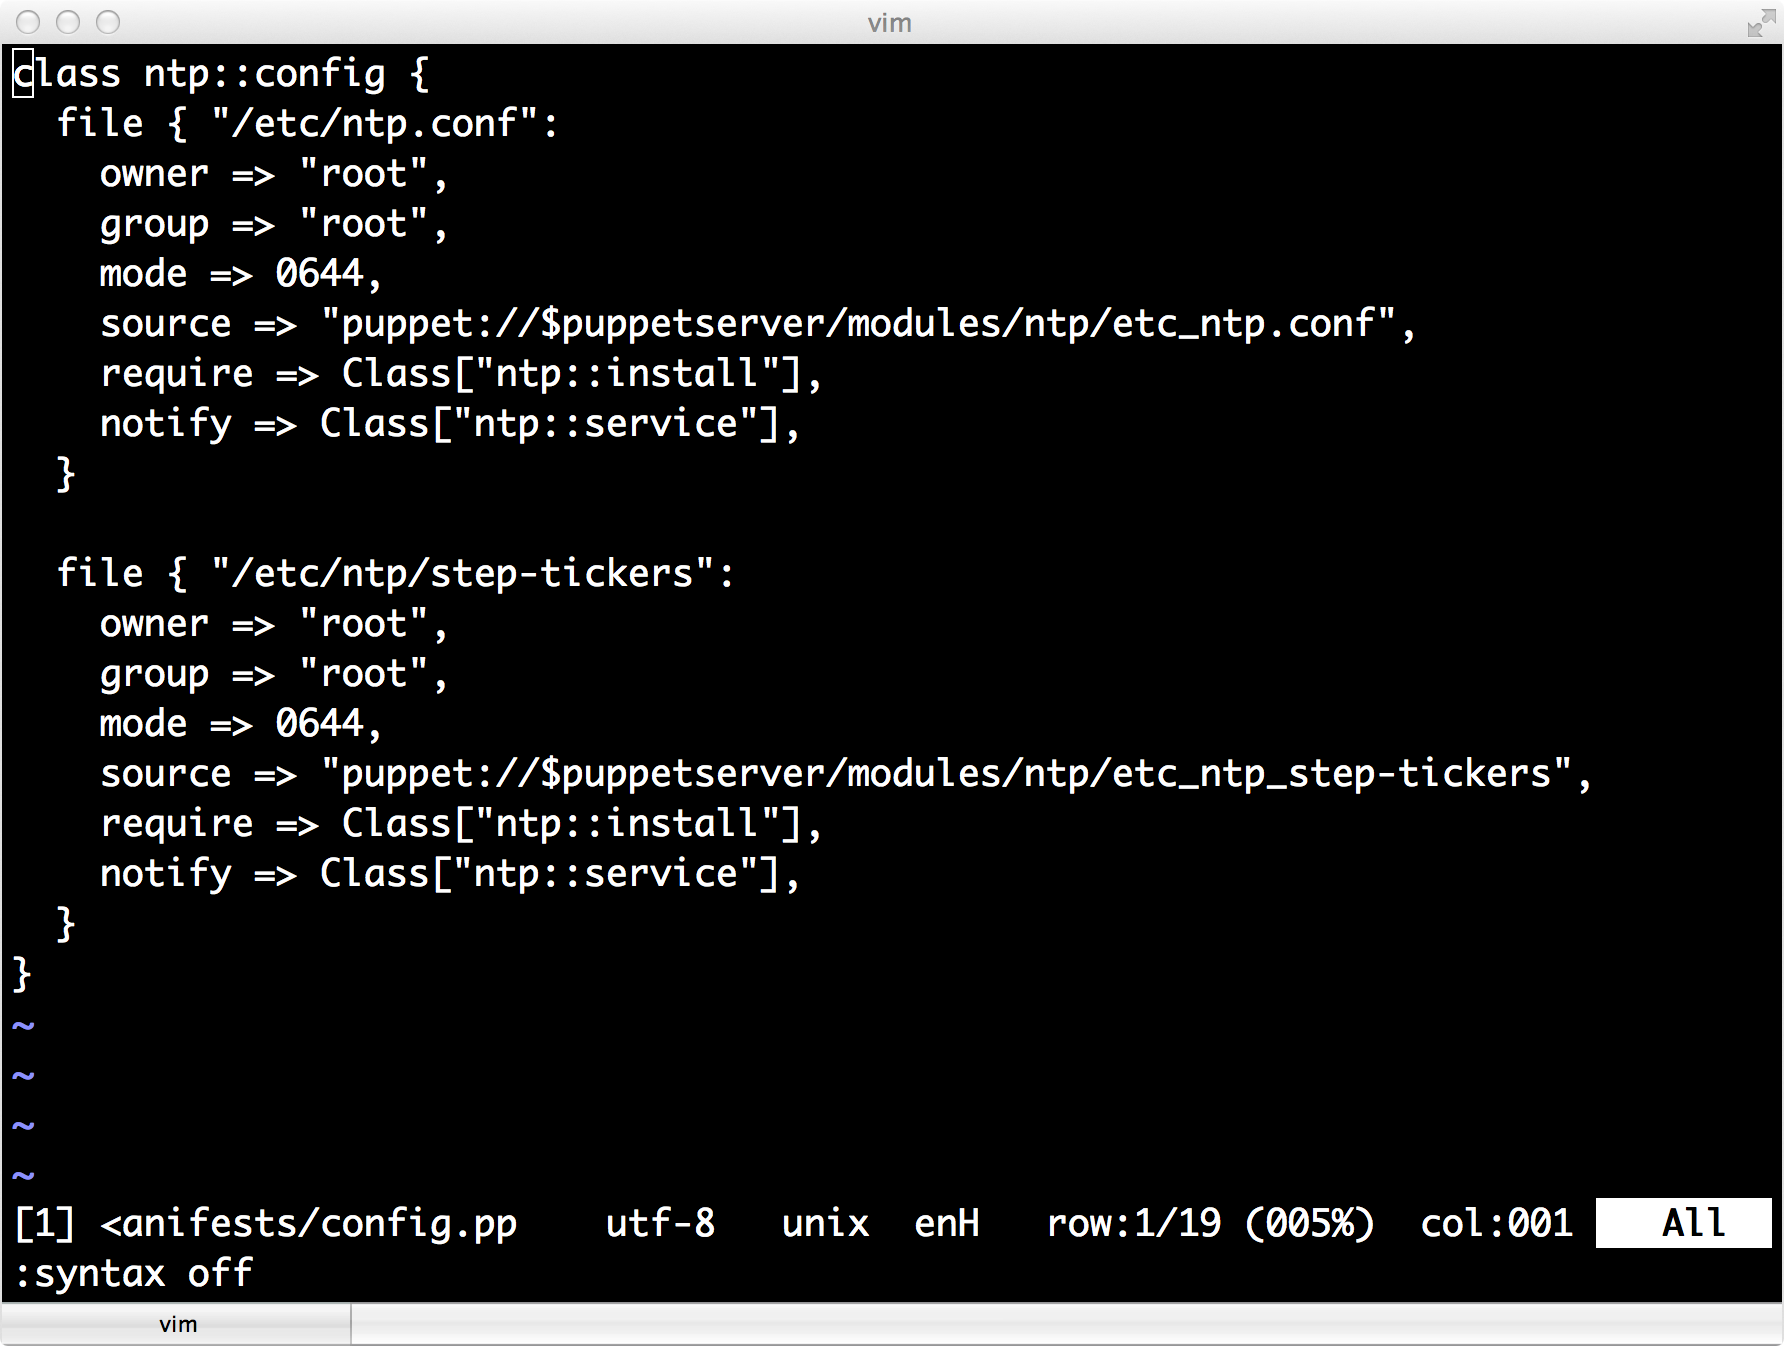 vim
class ntp::config {
  file { "/etc/ntp.conf":
    owner => "root",
    group => "root",
    mode => 0644,
    source => "puppet://$puppetserver/modules/ntp/etc_ntp.conf",
    require => Class["ntp::install"],
    notify => Class["ntp::service"],
  }

  file { "/etc/ntp/step-tickers":
    owner => "root",
    group => "root",
    mode => 0644,
    source => "puppet://$puppetserver/modules/ntp/etc_ntp_step-tickers",
    require => Class["ntp::install"],
    notify => Class["ntp::service"],
  }
}
~
~
~
~
[1] <anifests/config.pp    utf-8   unix  enH   row:1/19 (005%)  col:001    All
:syntax off
vim